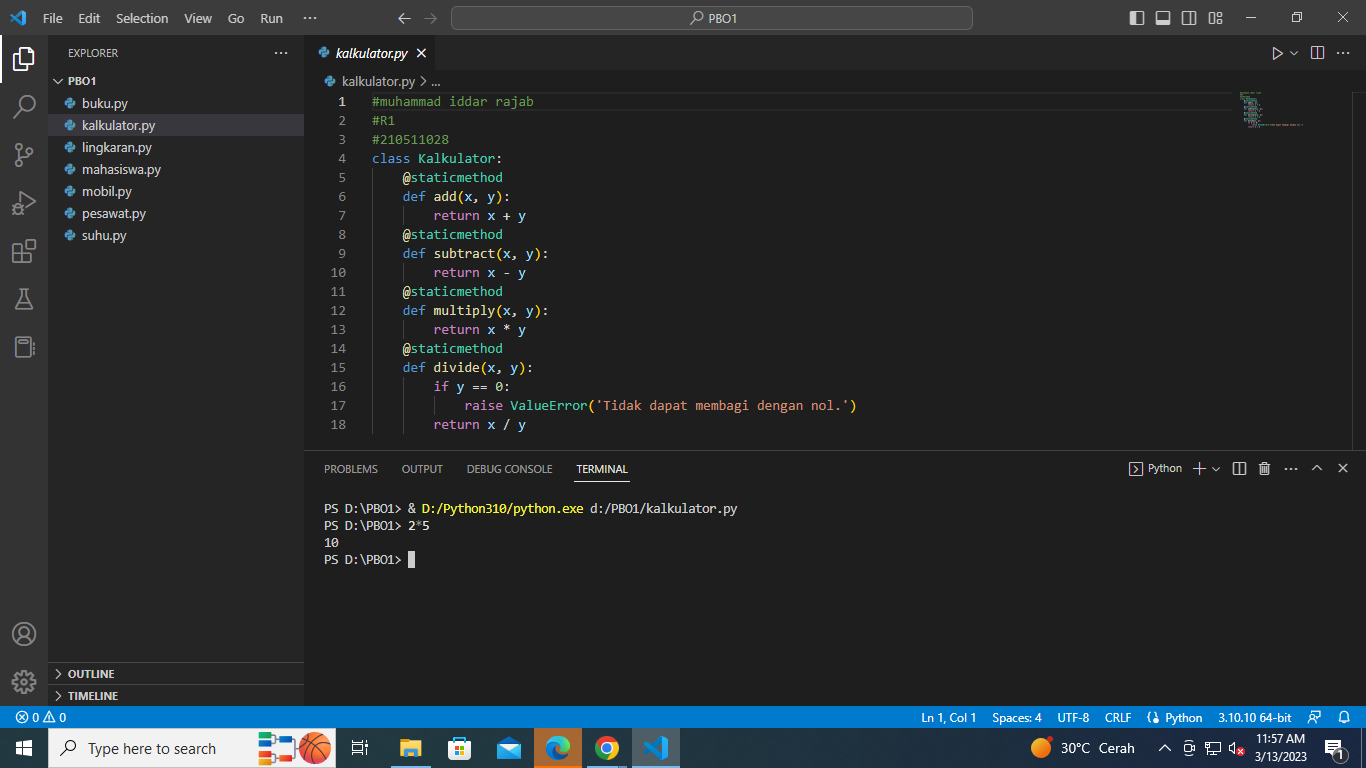 File Edit Selection View Go Run ··· PBO1
EXPLORER ···
PBO1
buku.py
kalkulator.py
lingkaran.py
mahasiswa.py
mobil.py
pesawat.py
suhu.py
OUTLINE
TIMELINE
kalkulator.py
kalkulator.py > ...
1 #muhammad iddar rajab
2 #R1
3 #210511028
4 class Kalkulator:
5 @staticmethod
6 def add(x, y):
7 return x + y
8 @staticmethod
9 def subtract(x, y):
10 return x - y
11 @staticmethod
12 def multiply(x, y):
13 return x * y
14 @staticmethod
15 def divide(x, y):
16 if y == 0:
17 raise ValueError('Tidak dapat membagi dengan nol.')
18 return x / y
PROBLEMS OUTPUT DEBUG CONSOLE TERMINAL Python
PS D:\PBO1> & D:/Python310/python.exe d:/PBO1/kalkulator.py
PS D:\PBO1> 2*5
10
PS D:\PBO1>
0 0 Ln 1, Col 1 Spaces: 4 UTF-8 CRLF Python 3.10.10 64-bit
Type here to search 30°C Cerah 11:57 AM
3/13/2023 1